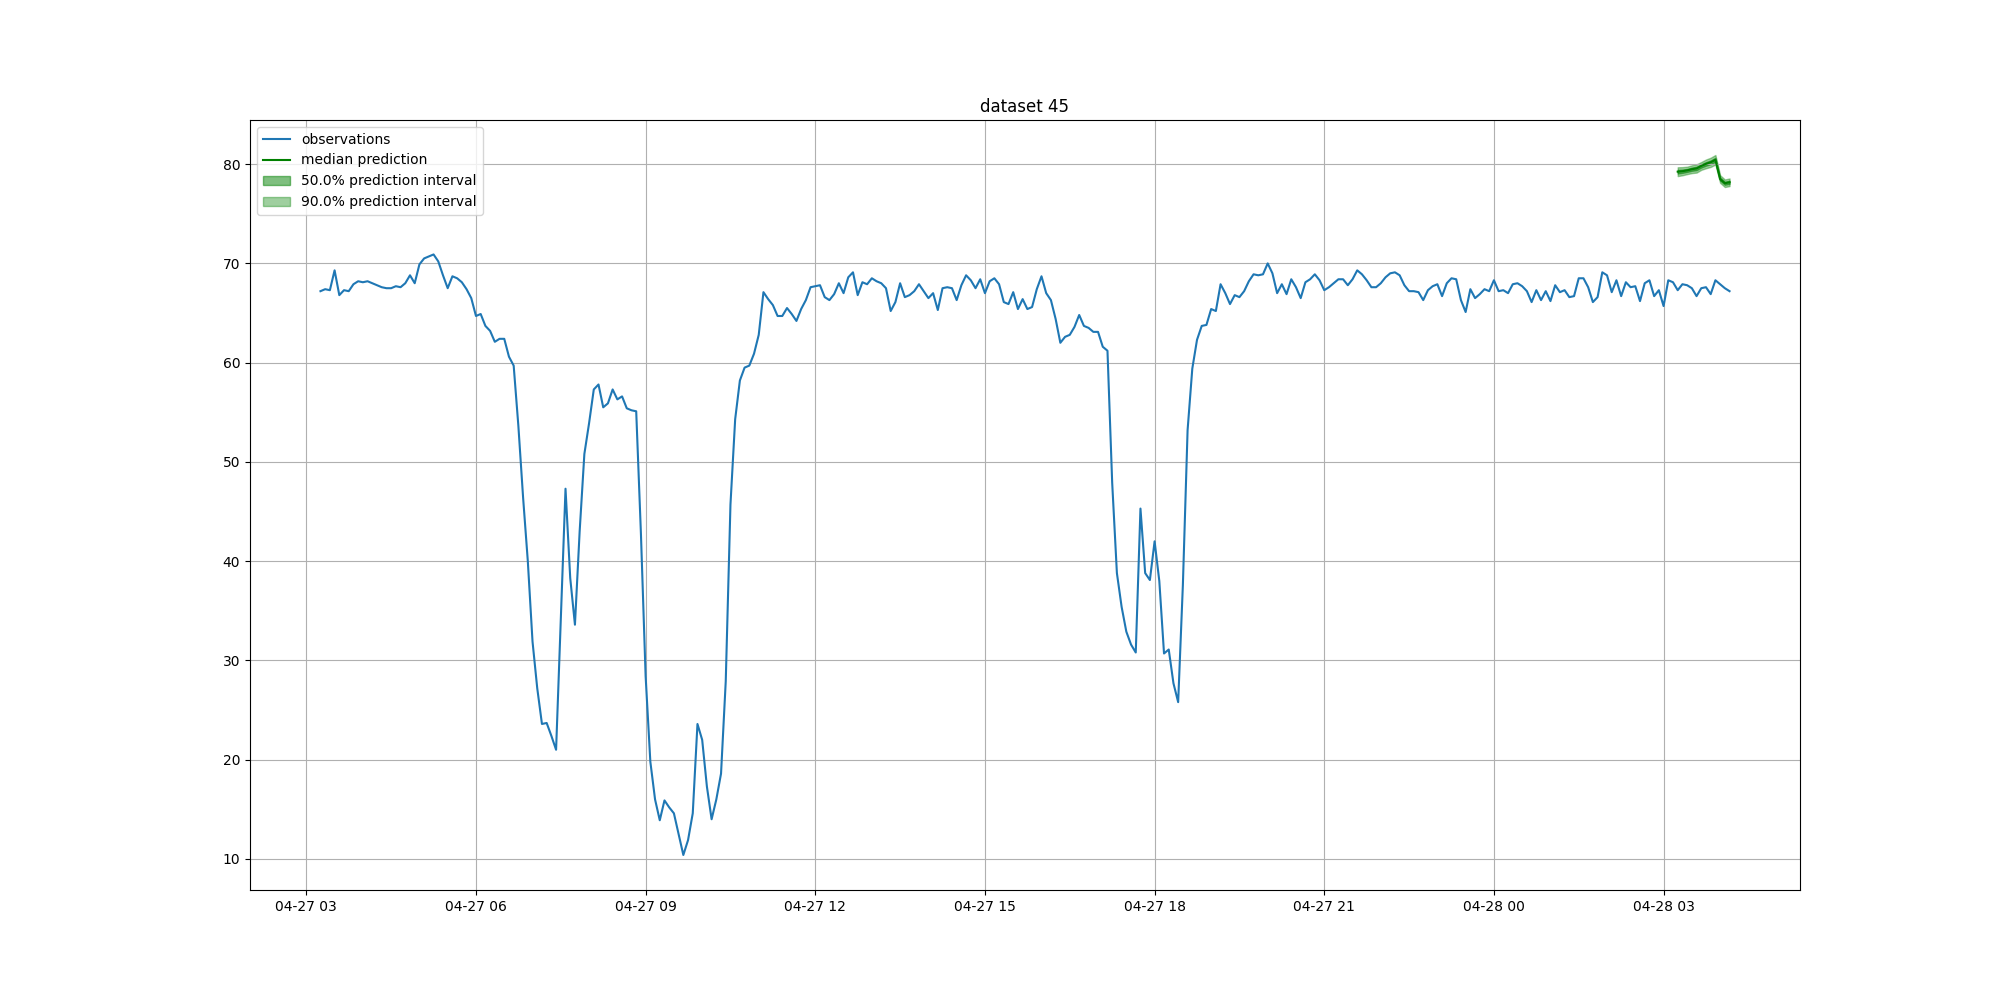 dataset 45
observations
median prediction
50.0% prediction interval
90.0% prediction interval
80
70
60
50
40
30
20
10
04-27 03 04-27 06 04-27 09 04-27 12 04-27 15 04-27 18 04-27 21 04-28 00 04-28 03